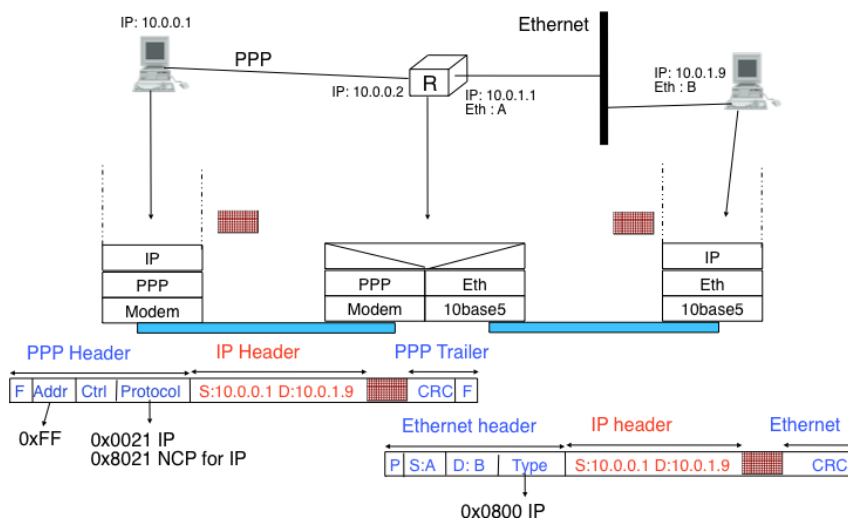 IP: 10.0.0.1
Ethernet
PPP
R
IP: 10.0.0.2
IP: 10.0.1.1
Eth : A
IP: 10.0.1.9
Eth : B
IP
PPP
Modem
PPP
Eth
Modem
10base5
IP
Eth
10base5
PPP Header
IP Header
PPP Trailer
F Addr Ctrl Protocol S:10.0.0.1 D:10.0.1.9 CRC F
0xFF
0x0021 IP
0x8021 NCP for IP
Ethernet header
IP header
Ethernet
P S:A D: B Type S:10.0.0.1 D:10.0.1.9 CRC
0x0800 IP